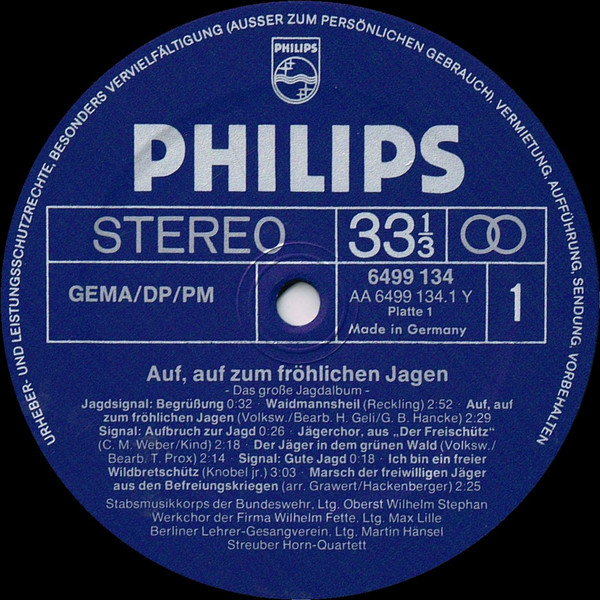 URHEBER- UND LEISTUNGSSCHUTZRECHTE, BESONDERS VERVIELFÄLTIGUNG (AUSSER ZUM PERSÖNLICHEN GEBRAUCH), VERMIETUNG, AUFFÜHRUNG, SENDUNG, VORBEHALTEN
PHILIPS
PHILIPS
STEREO 33 1/3
GEMA/DP/PM
6499 134
AA 6499 134.1 Y
Platte 1
Made in Germany
1
Auf, auf zum fröhlichen Jagen
- Das große Jagdalbum -
Jagdsignal: Begrüßung 0:32 · Waidmannsheil (Reckling) 2:52 · Auf, auf
zum fröhlichen Jagen (Volksw./Bearb. H. Geil/G. B. Hancke) 2:29
Signal: Aufbruch zur Jagd 0:26 · Jägerchor, aus „Der Freischütz"
(C. M. Weber/Kind) 2:18 · Der Jäger in dem grünen Wald (Volksw./
Bearb. T. Prox) 2:14 · Signal: Gute Jagd 0:18 · Ich bin ein freier
Wildbretschütz (Knobel jr.) 3:03 · Marsch der freiwilligen Jäger
aus den Befreiungskriegen (arr. Grawert/Hackenberger) 2:25
Stabsmusikkorps der Bundeswehr, Ltg. Oberst Wilhelm Stephan
Werkchor der Firma Wilhelm Fette, Ltg. Max Lille
Berliner Lehrer-Gesangverein, Ltg. Martin Hänsel
Streuber Horn-Quartett